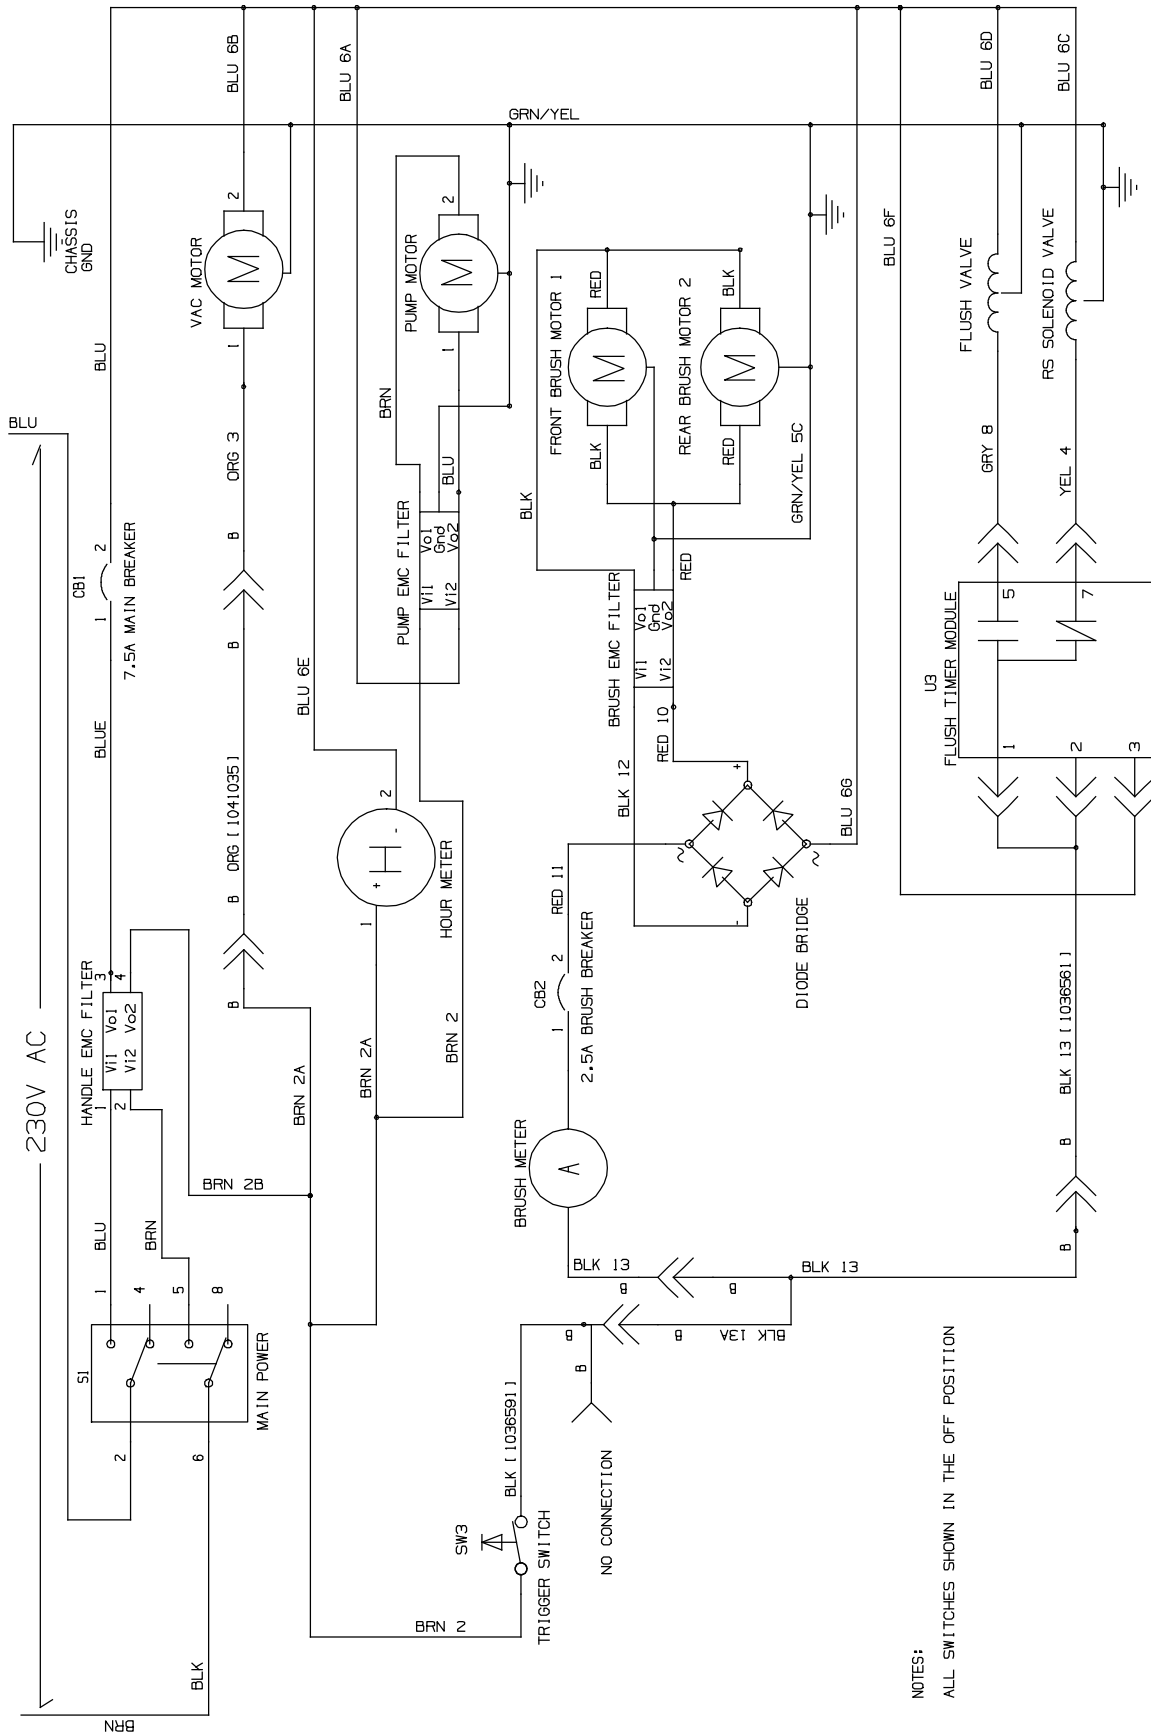 230V AC
BRN
BLK
BLU
S1
MAIN POWER
2
6
1
4
5
8
BLU
BRN
HANDLE EMC FILTER
1
2
Vi1 Vo1
Vi2 Vo2
3
4
BRN 2B
BLUE
CB1
1
2
7.5A MAIN BREAKER
BLU
CHASSIS
GND
BRN 2A
B
B
ORG [1041035]
B
B
ORG 3
VAC MOTOR
1
M
2
BLU 6B
BRN 2A
BRN 2
HOUR METER
1
+
H
-
2
BLU 6E
BLU 6A
PUMP EMC FILTER
Vi1
Vi2
Vo1
Gnd
Vo2
BRN
BLU
PUMP MOTOR
1
M
2
GRN/YEL
BRN 2
SW3
TRIGGER SWITCH
BLK [1036591]
NO CONNECTION
B
B
B
BLK 13A
BLK 13
B
B
BLK 13
BRUSH METER
A
CB2
1
2
2.5A BRUSH BREAKER
RED 11
DIODE BRIDGE
+
-
~
~
BLK 12
RED 10
BLU 6G
BRUSH EMC FILTER
Vi1
Vi2
Vo1
Gnd
Vo2
BLK
RED
FRONT BRUSH MOTOR 1
BLK
M
RED
REAR BRUSH MOTOR 2
RED
M
BLK
GRN/YEL 5C
BLU 6F
B
B
BLK 13 [1036561]
U3
FLUSH TIMER MODULE
1
2
3
5
7
GRY 8
YEL 4
FLUSH VALVE
RS SOLENOID VALVE
BLU 6D
BLU 6C
NOTES:
ALL SWITCHES SHOWN IN THE OFF POSITION